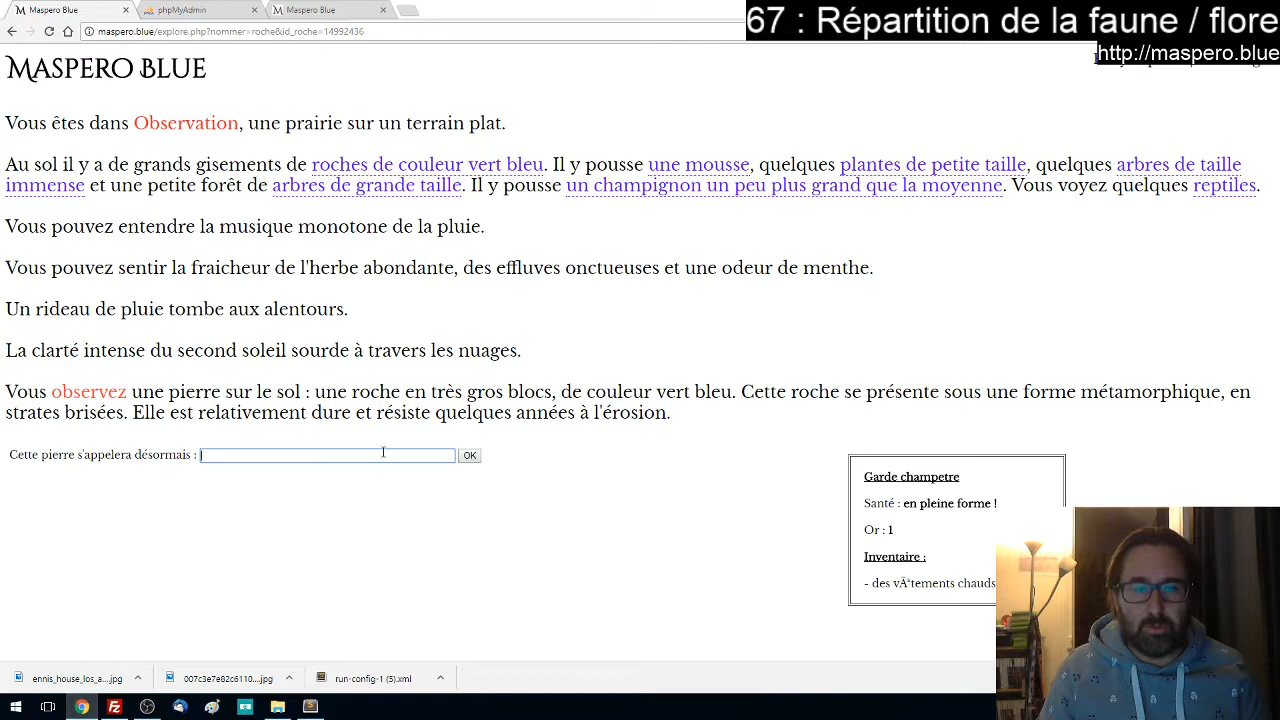 Maspero Blue
phpMyAdmin
Maspero Blue
67 : Répartition de la faune / flore
maspero.blue/explore.php?nommer=roche&id_roche=14992436
http://maspero.blue
Maspero Blue
Vous êtes dans Observation, une prairie sur un terrain plat.
Au sol il y a de grands gisements de roches de couleur vert bleu. Il y pousse une mousse, quelques plantes de petite taille, quelques arbres de taille
immense et une petite forêt de arbres de grande taille. Il y pousse un champignon un peu plus grand que la moyenne. Vous voyez quelques reptiles.
Vous pouvez entendre la musique monotone de la pluie.
Vous pouvez sentir la fraicheur de l'herbe abondante, des effluves onctueuses et une odeur de menthe.
Un rideau de pluie tombe aux alentours.
La clarté intense du second soleil sourde à travers les nuages.
Vous observez une pierre sur le sol : une roche en très gros blocs, de couleur vert bleu. Cette roche se présente sous une forme métamorphique, en
strates brisées. Elle est relativement dure et résiste quelques années à l'érosion.
Cette pierre s'appelera désormais :
OK
Garde champetre
Santé : en pleine forme !
Or : 1
Inventaire :
- des vÃªtements chauds
ennis_house_los_a....jpg
007c3e7e82c6110....jpg
run-config-1 (5).xml